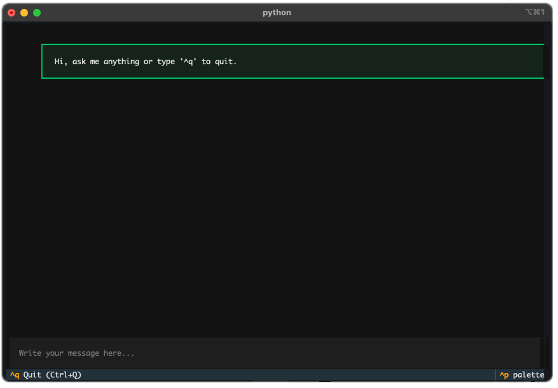 python
⌥⌘1
Hi, ask me anything or type '^q' to quit.
Write your message here...
^q Quit (Ctrl+Q)
^p palette